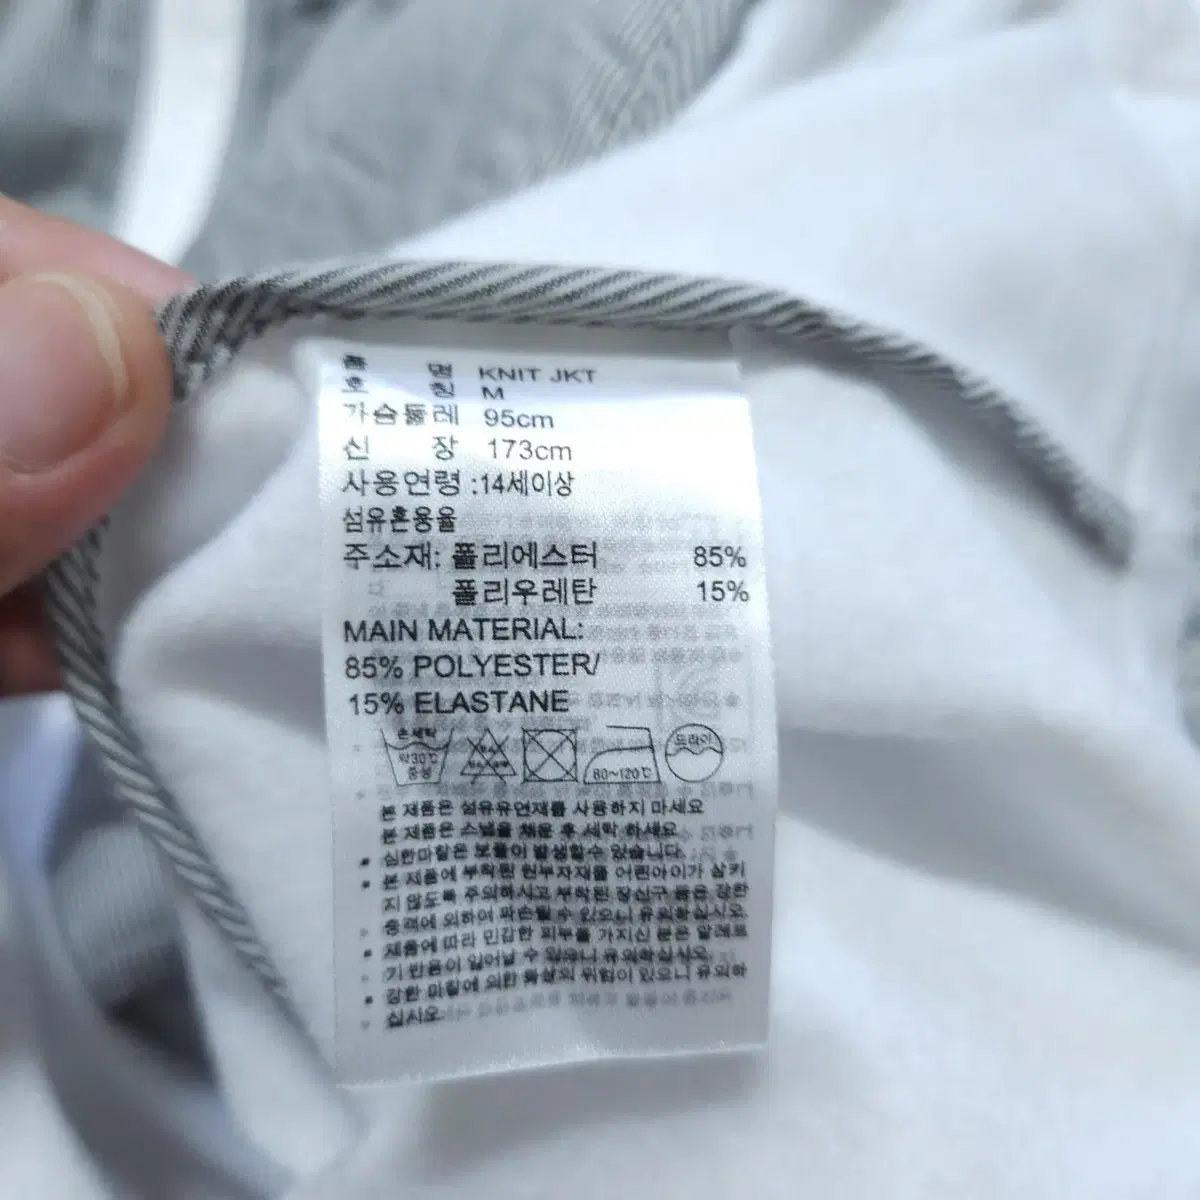 품 명 KNIT JKT
호 칭 M
가슴둘레 95cm
신 장 173cm
사용연령 :14세이상
섬유혼용율
주소재: 폴리에스터 85%
폴리우레탄 15%
MAIN MATERIAL:
85% POLYESTER/
15% ELASTANE
손세탁 약30℃ 중성 80~120℃ 드라이
본 제품은 섬유유연제를 사용하지 마세요
본 제품은 스냅을 채운 후 세탁 하세요
• 심한마찰은 보풀이 발생할수 있습니다.
• 본 제품에 부착된 원부자재를 어린아이가 삼키
지 않도록 주의하시고 부착된 장신구 등은 강한
충격에 의하여 파손될 수 있으니 유의하십시오.
• 제품에 따라 민감한 피부를 가지신 분은 알레르
기 반응이 일어날 수 있으니 유의하십시오.
• 강한 마찰에 의한 화상의 위험이 있으니 유의하
십시오.